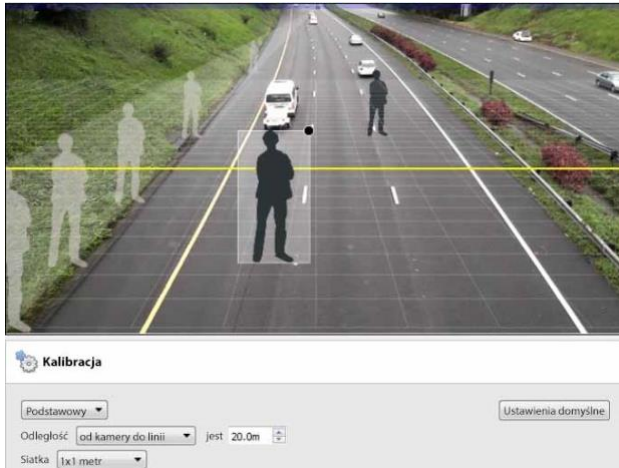 Kalibracja
Podstawowy
Ustawienia domyślne
Odległość od kamery do linii jest 20.0m
Siatka 1x1 metr